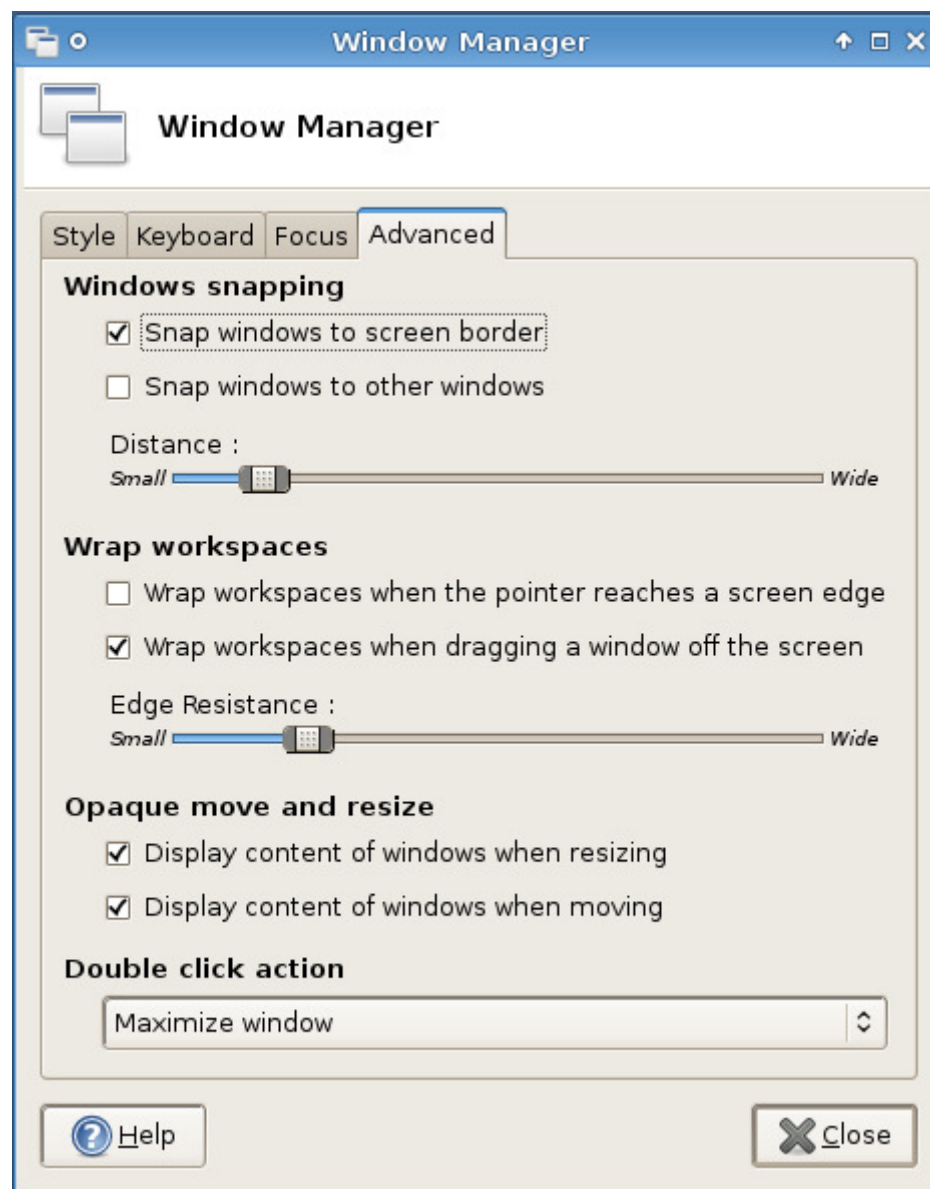 Window Manager
Window Manager
Style Keyboard Focus Advanced
Windows snapping
Snap windows to screen border
Snap windows to other windows
Distance :
Small Wide
Wrap workspaces
Wrap workspaces when the pointer reaches a screen edge
Wrap workspaces when dragging a window off the screen
Edge Resistance :
Small Wide
Opaque move and resize
Display content of windows when resizing
Display content of windows when moving
Double click action
Maximize window
Help Close